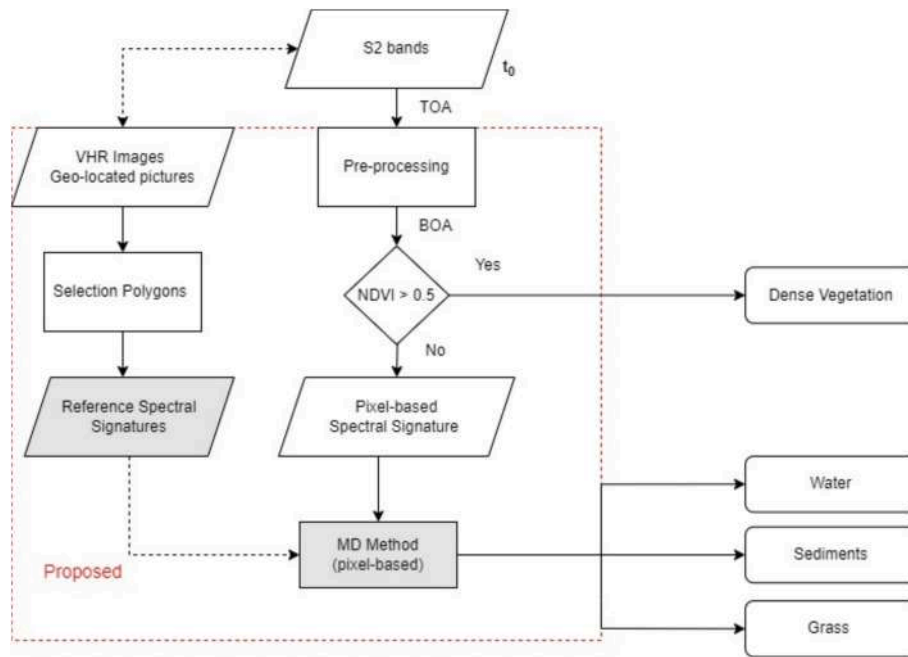 S2 bands
t0
TOA
VHR Images
Geo-located pictures
Pre-processing
BOA
Selection Polygons
NDVI > 0.5
Yes
Dense Vegetation
No
Reference Spectral
Signatures
Pixel-based
Spectral Signature
Water
MD Method
(pixel-based)
Sediments
Proposed
Grass